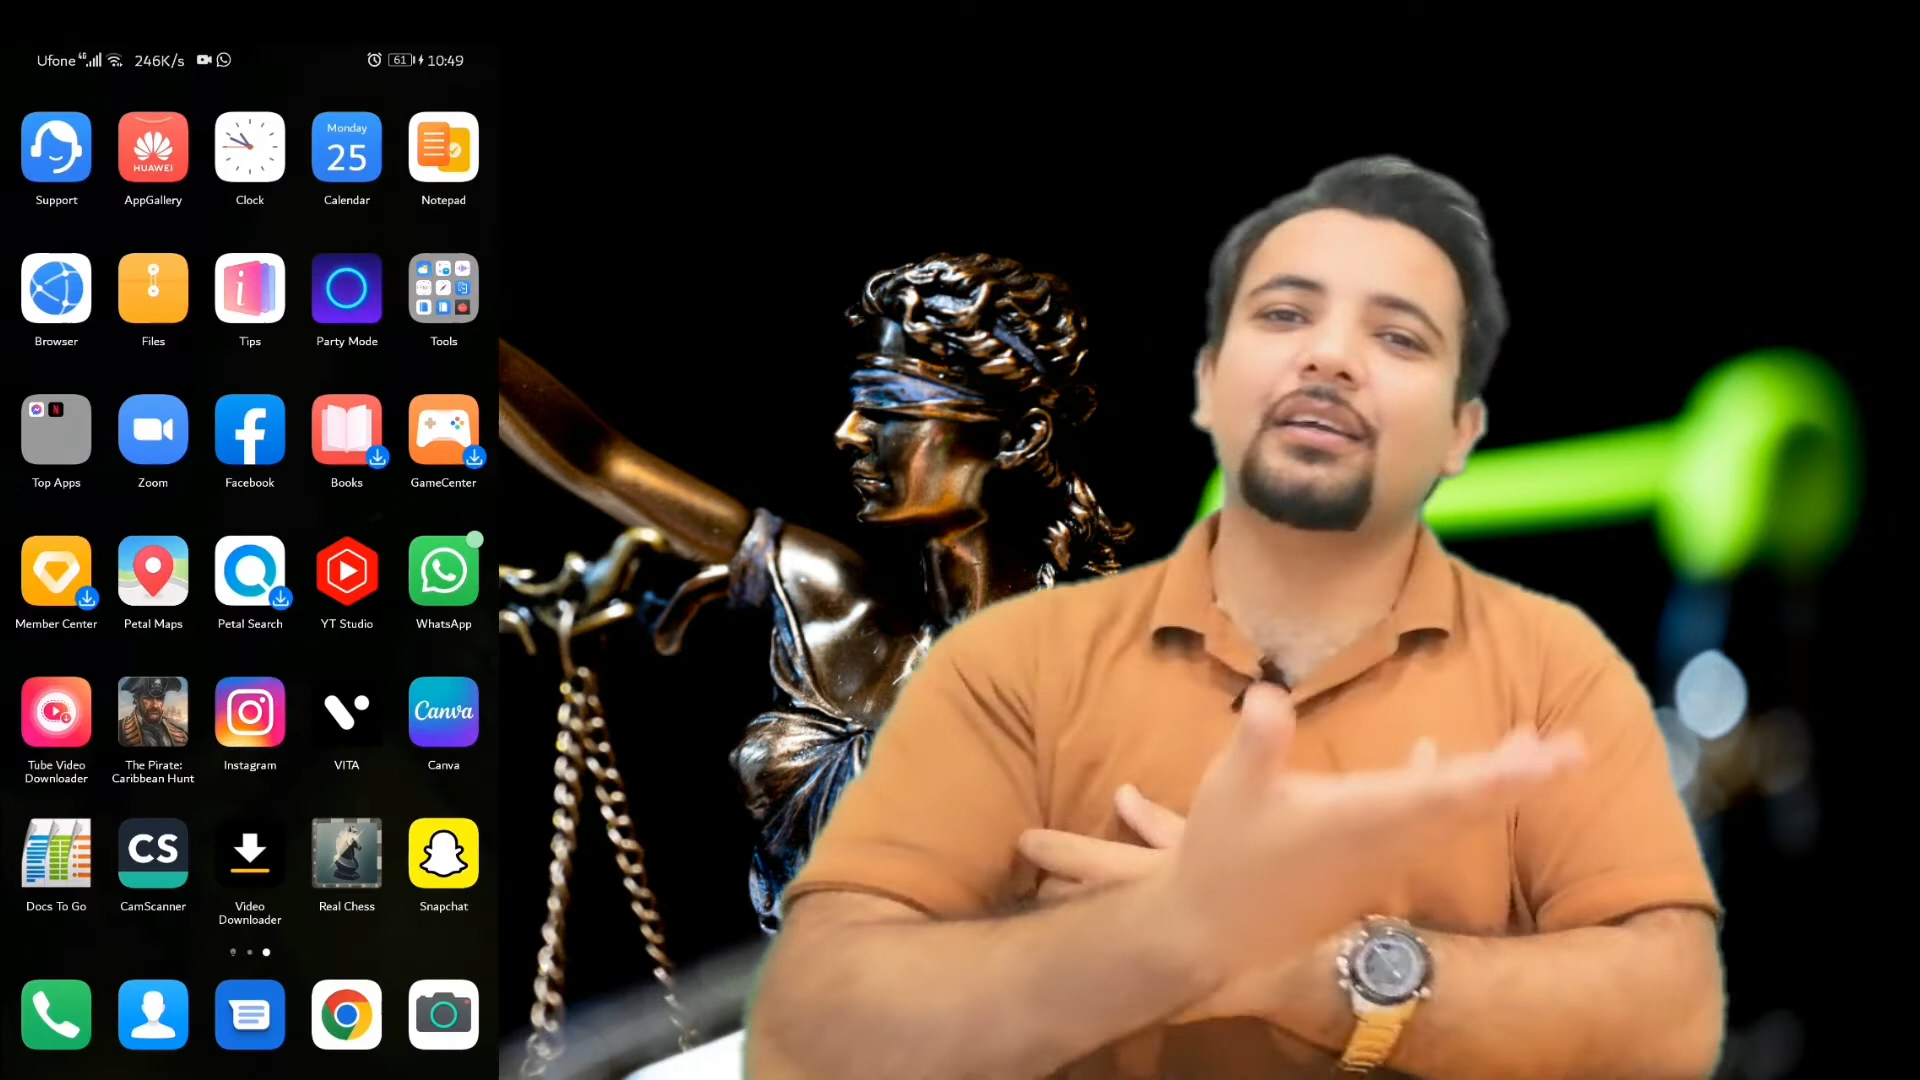 Ufone 4G 246K/s 61 10:49
HUAWEI
Monday
25
Support AppGallery Clock Calendar Notepad
Browser Files Tips Party Mode Tools
Top Apps Zoom Facebook Books GameCenter
Member Center Petal Maps Petal Search YT Studio WhatsApp
Canva
Tube Video Downloader The Pirate: Caribbean Hunt Instagram VITA Canva
CS
Docs To Go CamScanner Video Downloader Real Chess Snapchat